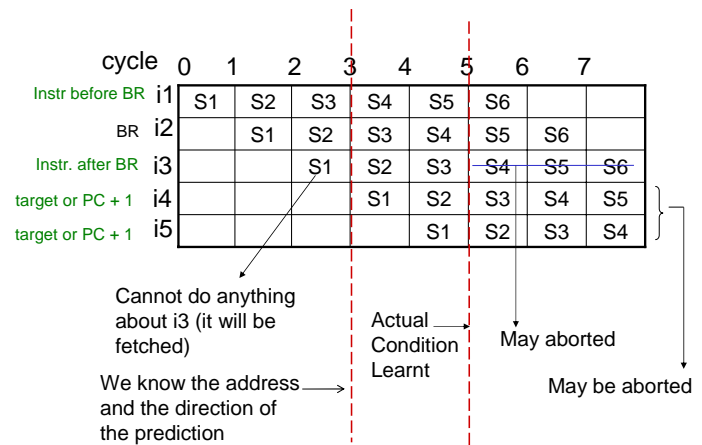 cycle 0 1 2 3 4 5 6 7
Instr before BR i1 S1 S2 S3 S4 S5 S6
BR i2 S1 S2 S3 S4 S5 S6
Instr. after BR i3 S1 S2 S3 S4 S5 S6
target or PC + 1 i4 S1 S2 S3 S4 S5
target or PC + 1 i5 S1 S2 S3 S4
Cannot do anything
about i3 (it will be
fetched)
Actual
Condition
Learnt
May aborted
We know the address
and the direction of
the prediction
May be aborted